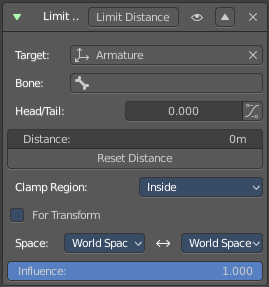 Limit .. Limit Distance
Target: Armature
Bone:
Head/Tail: 0.000
Distance: 0m
Reset Distance
Clamp Region: Inside
For Transform
Space: World Spac World Space
Influence: 1.000